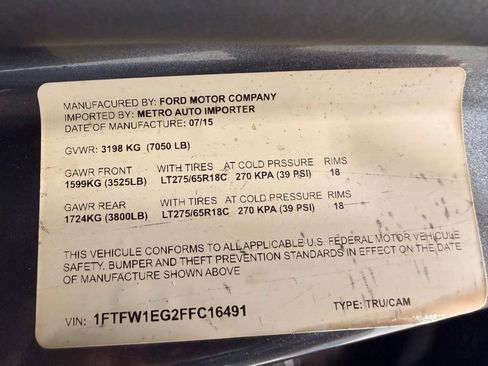 MANUFACURED BY: FORD MOTOR COMPANY
IMPORTED BY: METRO AUTO IMPORTER
DATE OF MANUFACTURE: 07/15
GVWR: 3198 KG (7050 LB)
GAWR FRONT WITH TIRES AT COLD PRESSURE RIMS
1599KG (3525LB) LT275/65R18C 270 KPA (39 PSI) 18
GAWR REAR WITH TIRES AT COLD PRESSURE RIMS
1724KG (3800LB) LT275/65R18C 270 KPA (39 PSI) 18
THIS VEHICLE CONFORMS TO ALL APPLICABLE U.S. FEDERAL MOTOR VEHICLE
SAFETY, BUMPER AND THEFT PREVENTION STANDARDS IN EFFECT ON THE DATE
OF MANUFACTURE SHOWN ABOVE
VIN: 1FTFW1EG2FFC16491 TYPE: TRU/CAM